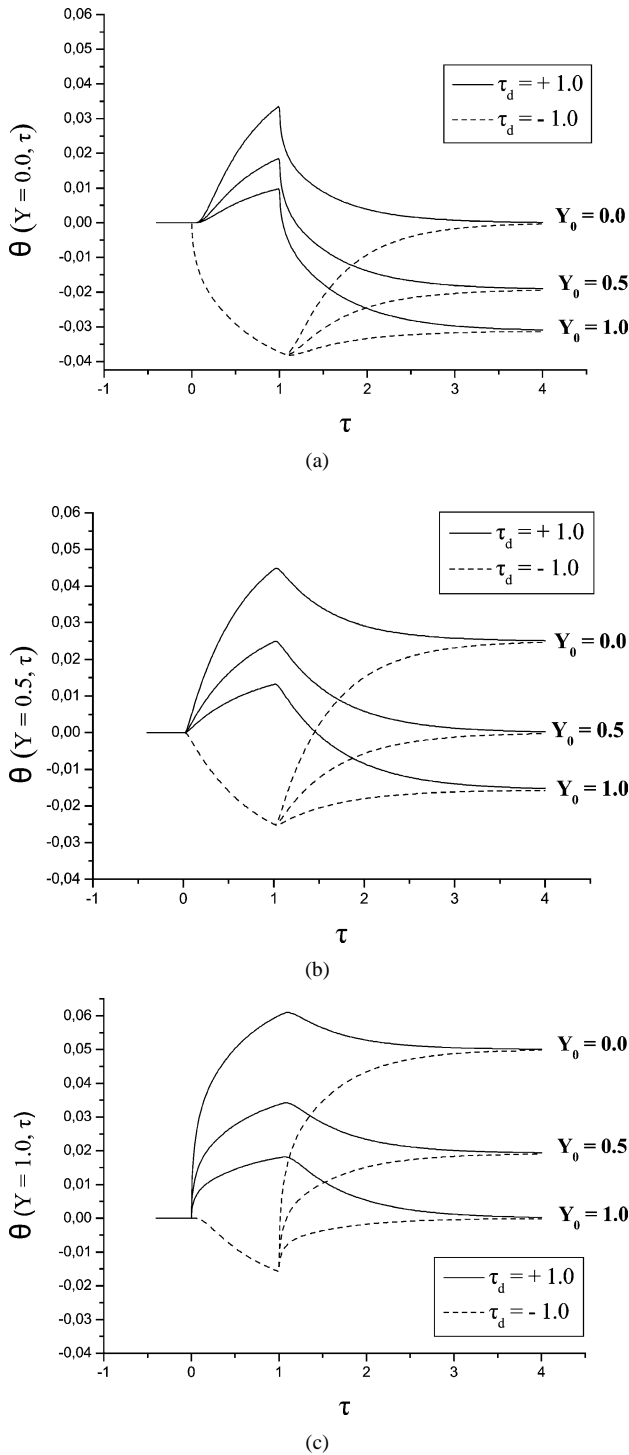 0,06
0,05
0,04
0,03
0,02
0,01
0,00
-0,01
-0,02
-0,03
-0,04
θ (Y = 0.0, τ)
τd = + 1.0
τd = - 1.0
Y0 = 0.0
Y0 = 0.5
Y0 = 1.0
-1 0 1 2 3 4
τ
(a)
0,06
0,05
0,04
0,03
0,02
0,01
0,00
-0,01
-0,02
-0,03
-0,04
θ (Y = 0.5, τ)
τd = + 1.0
τd = - 1.0
Y0 = 0.0
Y0 = 0.5
Y0 = 1.0
-1 0 1 2 3 4
τ
(b)
0,06
0,05
0,04
0,03
0,02
0,01
0,00
-0,01
-0,02
-0,03
-0,04
θ (Y = 1.0, τ)
Y0 = 0.0
Y0 = 0.5
Y0 = 1.0
τd = + 1.0
τd = - 1.0
-1 0 1 2 3 4
τ
(c)